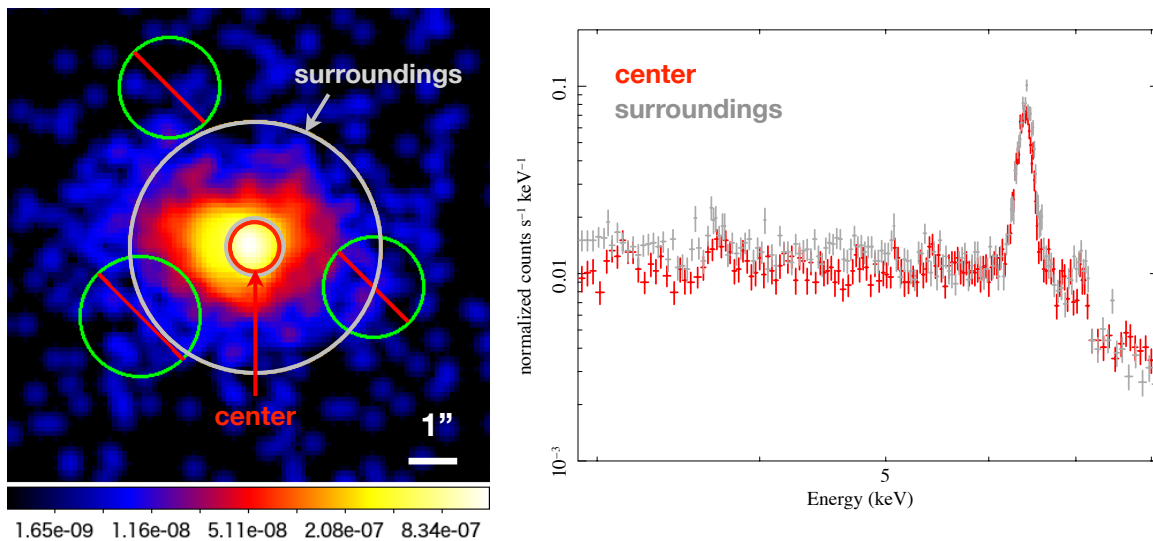 surroundings
center
1”
1.65e-09 1.16e-08 5.11e-08 2.08e-07 8.34e-07
center
surroundings
normalized counts s⁻¹ keV⁻¹
0.1
0.01
10⁻³
5
Energy (keV)